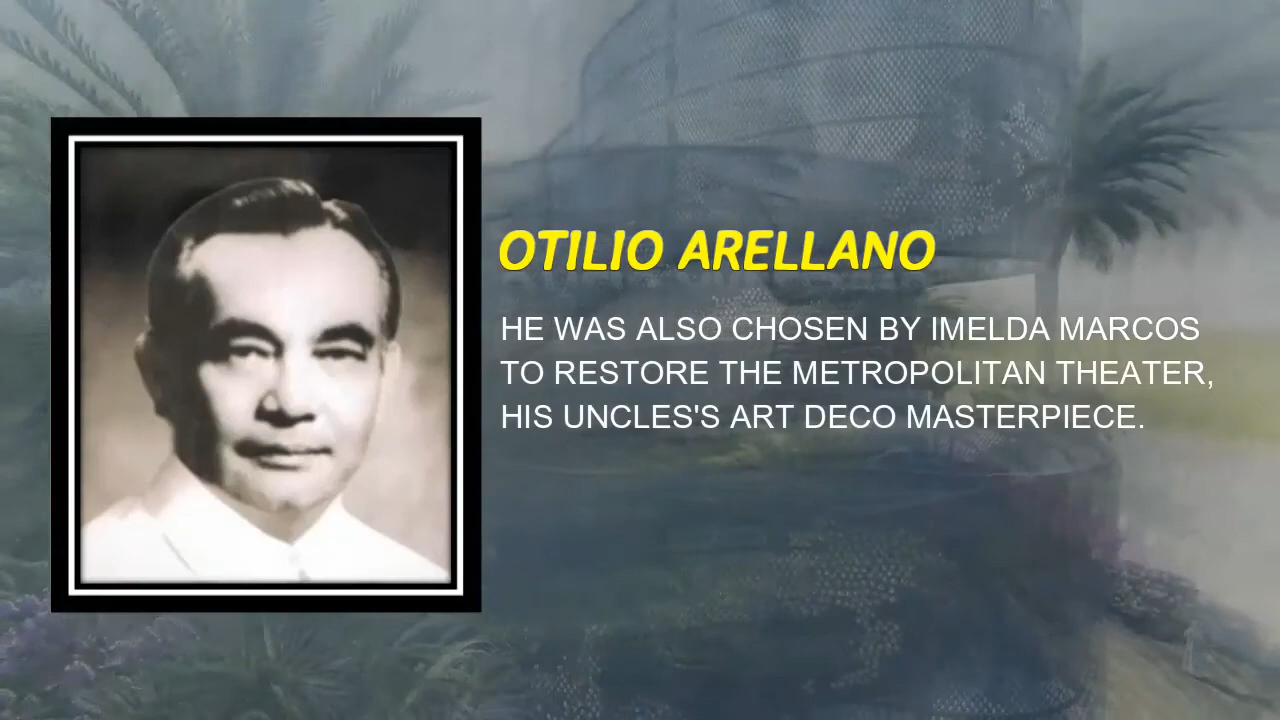 OTILIO ARELLANO
HE WAS ALSO CHOSEN BY IMELDA MARCOS
TO RESTORE THE METROPOLITAN THEATER,
HIS UNCLES'S ART DECO MASTERPIECE.